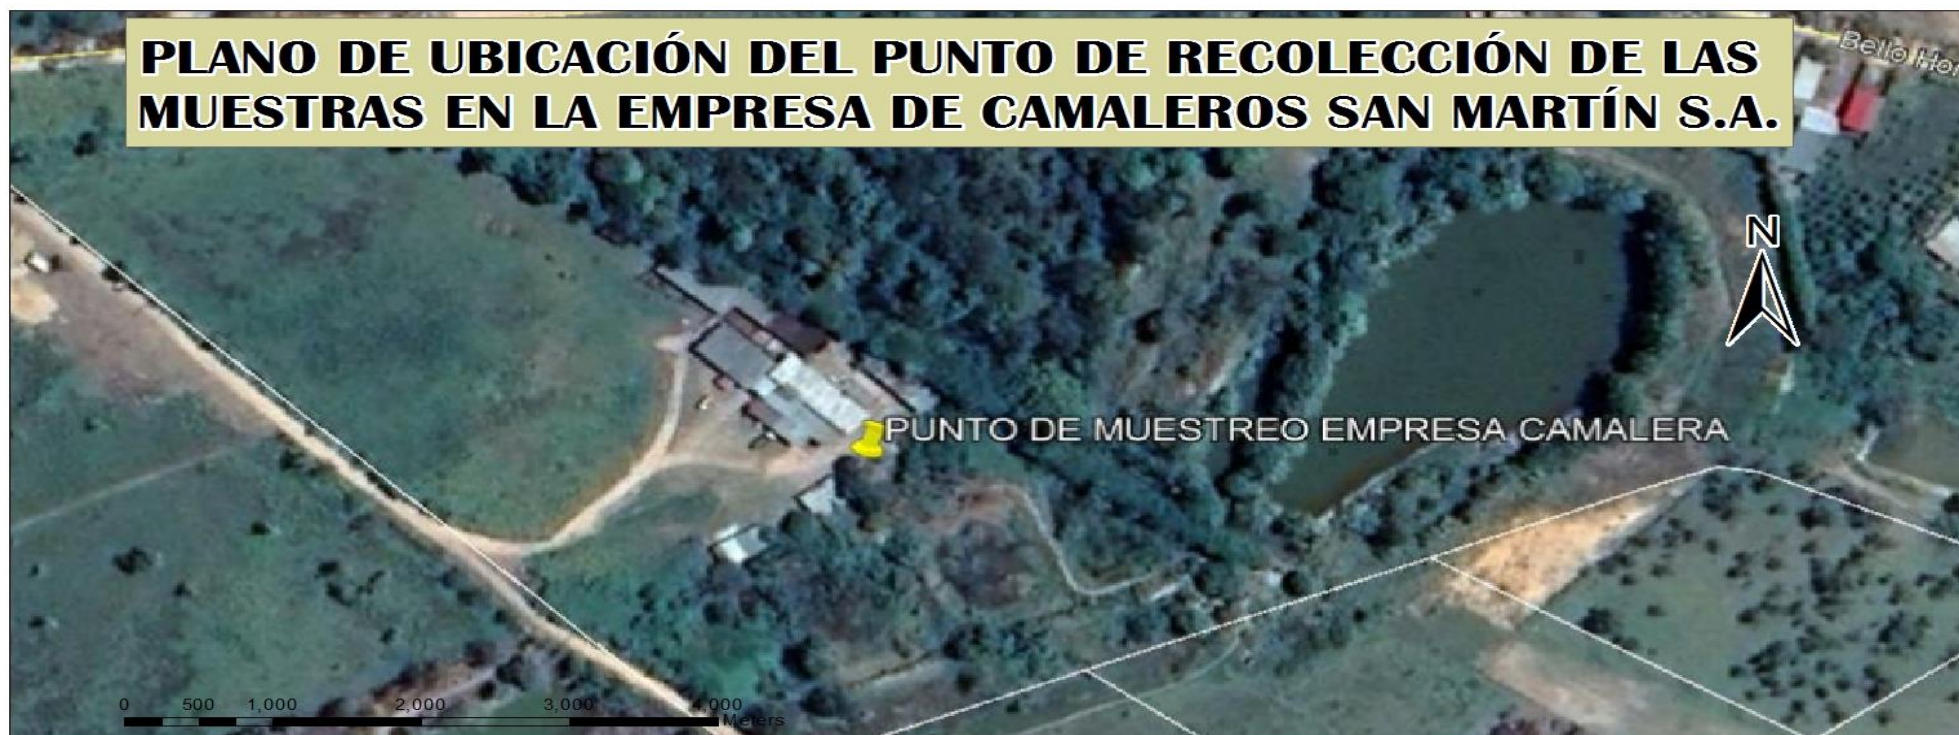 PLANO DE UBICACIÓN DEL PUNTO DE RECOLECCIÓN DE LAS
MUESTRAS EN LA EMPRESA DE CAMALEROS SAN MARTÍN S.A.
Bello
N
PUNTO DE MUESTREO EMPRESA CAMALERA
0 500 1,000 2,000 3,000 4,000
Meters